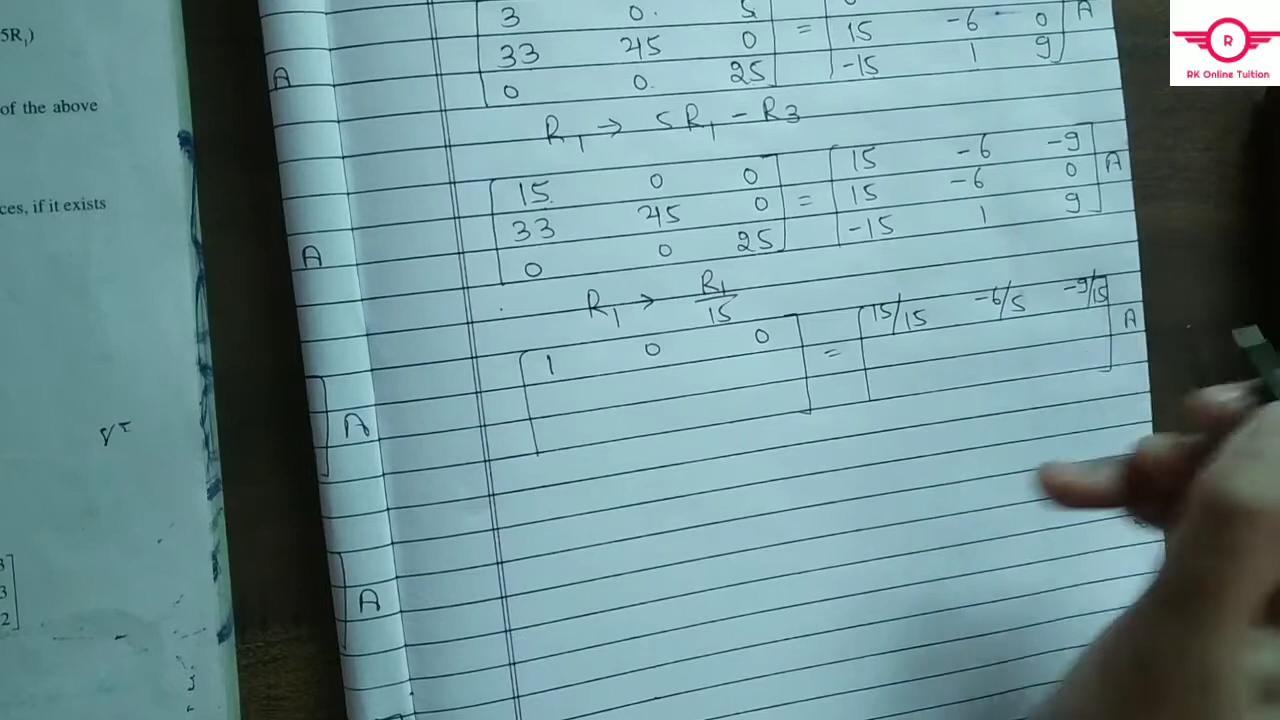 5R₁)
of the above
ces, if it exists
3
3
2
A
A
A
A
3 0 5
33 45 0 = 15 -6 0 A
0 0 25 -15 1 9
R₁ → 5R₁ - R3
15 0 0 15 -6 -9
33 45 0 = 15 -6 0 A
0 0 25 -15 1 9
R₁ → R₁/15
1 0 0 = 15/15 -6/5 -9/15 A
R
RK Online Tuition